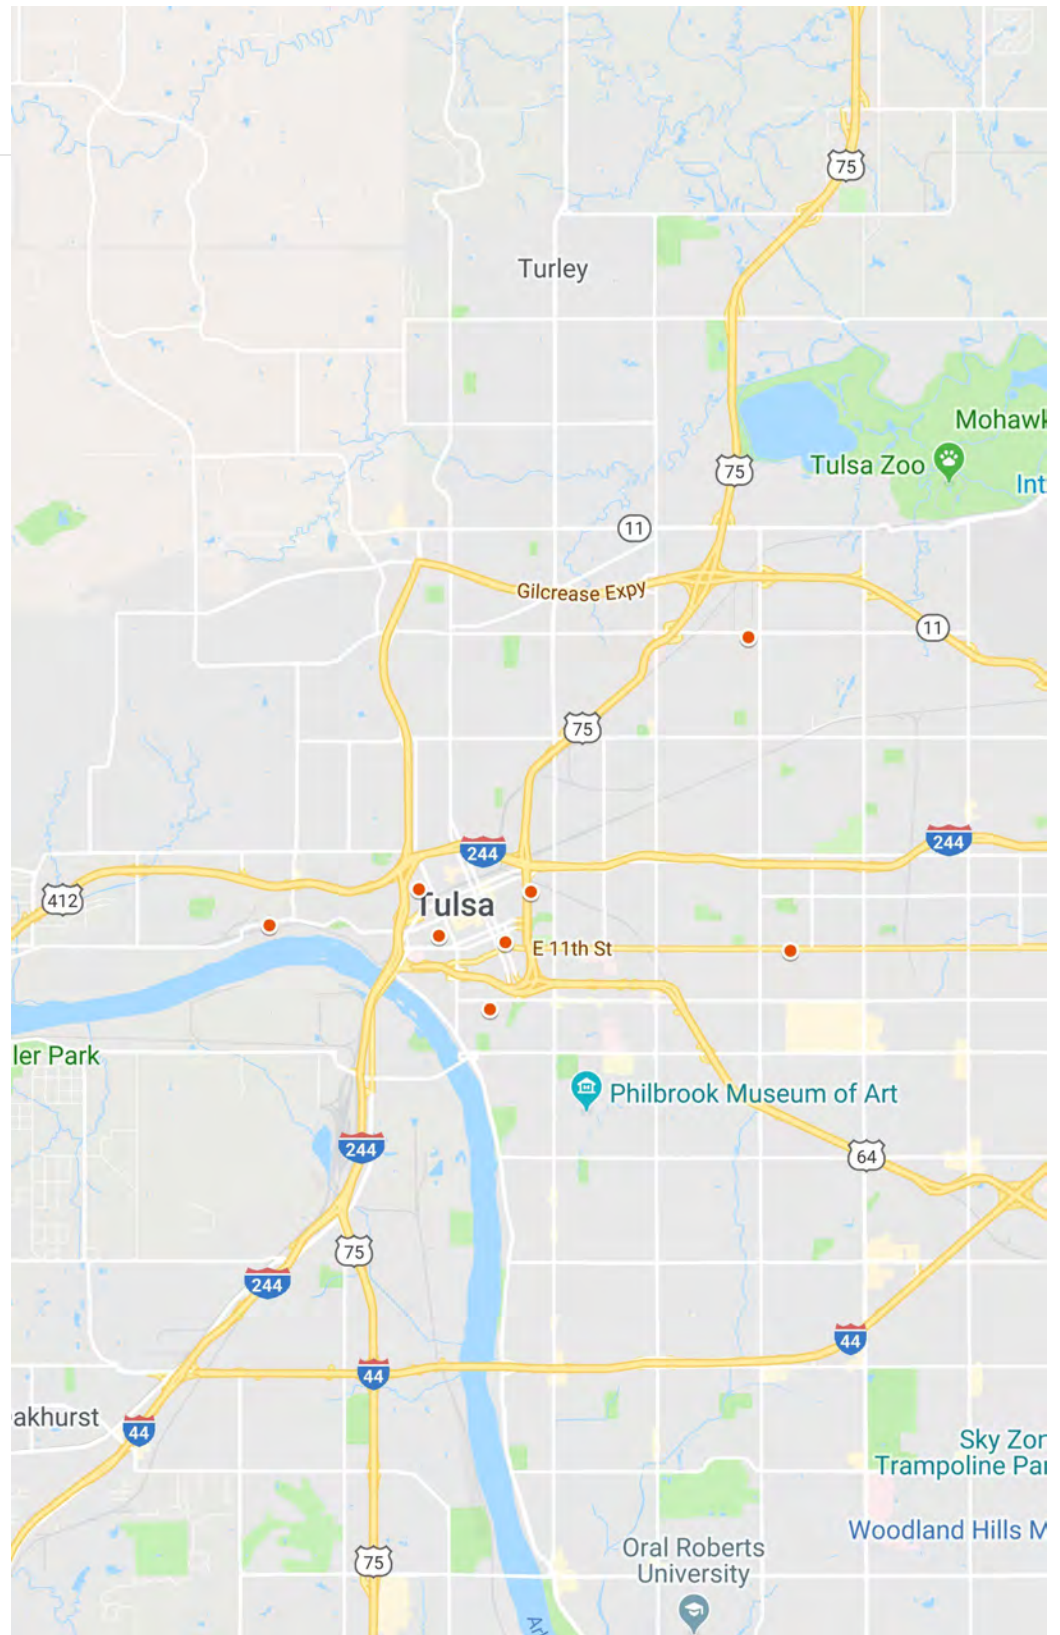 75
Turley
Mohawk
Tulsa Zoo
75
Int
11
Gilcrease Expy
11
75
244
244
412
Tulsa
E 11th St
ler Park
Philbrook Museum of Art
244
64
75
244
44
44
akhurst
44
Sky Zon
Trampoline Par
Woodland Hills M
Oral Roberts
University
75
Ar